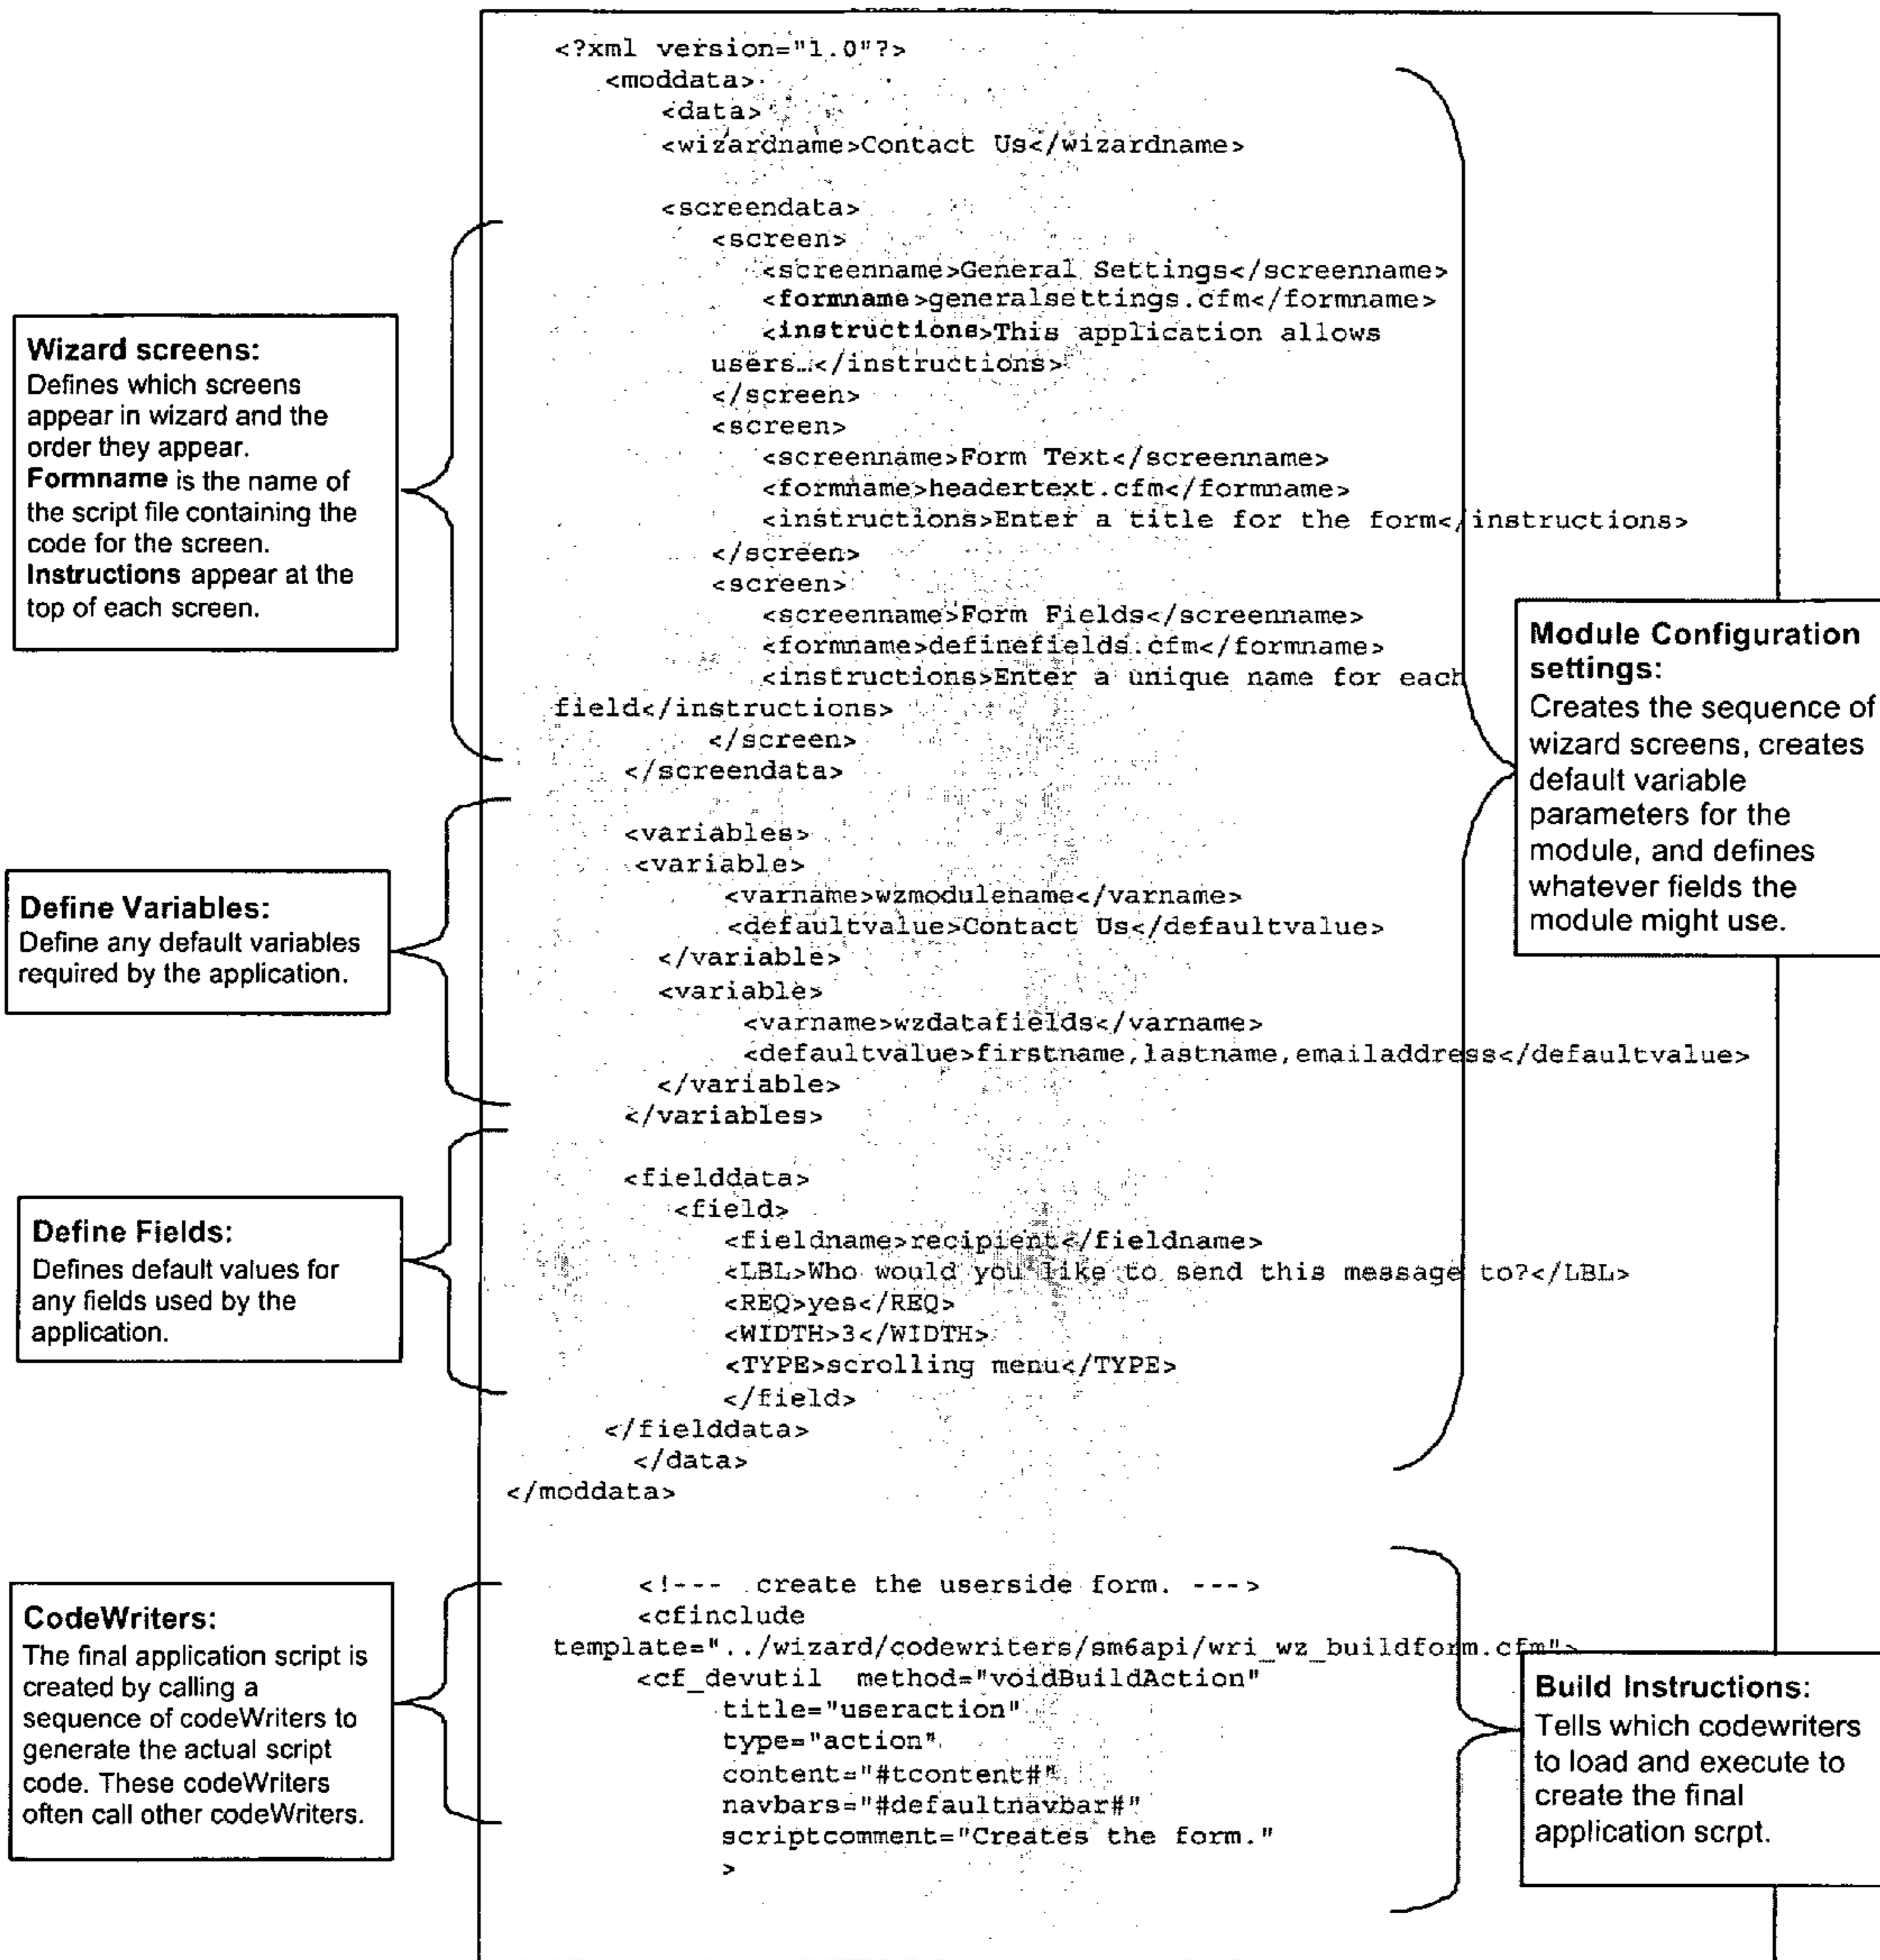 <?xml version="1.0"?>
<moddata>
<data>
<wizardname>Contact Us</wizardname>
<screendata>
<screen>
<screenname>General Settings</screenname>
<formname>generalsettings.cfm</formname>
<instructions>This application allows
users…</instructions>
</screen>
<screen>
<screenname>Form Text</screenname>
<formname>headertext.cfm</formname>
<instructions>Enter a title for the form</instructions>
</screen>
<screen>
<screenname>Form Fields</screenname>
<formname>definefields.cfm</formname>
<instructions>Enter a unique name for each
field</instructions>
</screen>
</screendata>
<variables>
<variable>
<varname>wzmodulename</varname>
<defaultvalue>Contact Us</defaultvalue>
</variable>
<variable>
<varname>wzdatafields</varname>
<defaultvalue>firstname,lastname,emailaddress</defaultvalue>
</variable>
</variables>
<fielddata>
<field>
<fieldname>recipient</fieldname>
<LBL>Who would you like to send this message to?</LBL>
<REQ>yes</REQ>
<WIDTH>3</WIDTH>
<TYPE>scrolling menu</TYPE>
</field>
</fielddata>
</data>
</moddata>
<!--- create the userside form. --->
<cfinclude
template="../wizard/codewriters/sm6api/wri_wz_buildform.cfm">
<cf_devutil method="voidBuildAction"
title="useraction"
type="action"
content="#tcontent#"
navbars="#defaultnavbar#"
scriptcomment="Creates the form."
>
Wizard screens:
Defines which screens
appear in wizard and the
order they appear.
Formname is the name of
the script file containing the
code for the screen.
Instructions appear at the
top of each screen.
Define Variables:
Define any default variables
required by the application.
Define Fields:
Defines default values for
any fields used by the
application.
CodeWriters:
The final application script is
created by calling a
sequence of codeWriters to
generate the actual script
code. These codeWriters
often call other codeWriters.
Module Configuration
settings:
Creates the sequence of
wizard screens, creates
default variable
parameters for the
module, and defines
whatever fields the
module might use.
Build Instructions:
Tells which codewriters
to load and execute to
create the final
application scrpt.